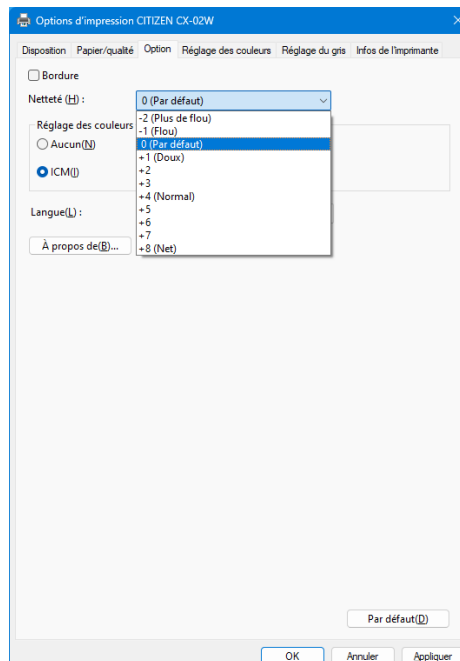 Options d'impression CITIZEN CX-02W
Disposition Papier/qualité Option Réglage des couleurs Réglage du gris Infos de l'imprimante
Bordure
Netteté (H) : 0 (Par défaut)
-2 (Plus de flou)
-1 (Flou)
0 (Par défaut)
+1 (Doux)
+2
+3
+4 (Normal)
+5
+6
+7
+8 (Net)
Réglage des couleurs
Aucun(N)
ICM(I)
Langue(L) :
À propos de(B)...
Par défaut(D)
OK Annuler Appliquer